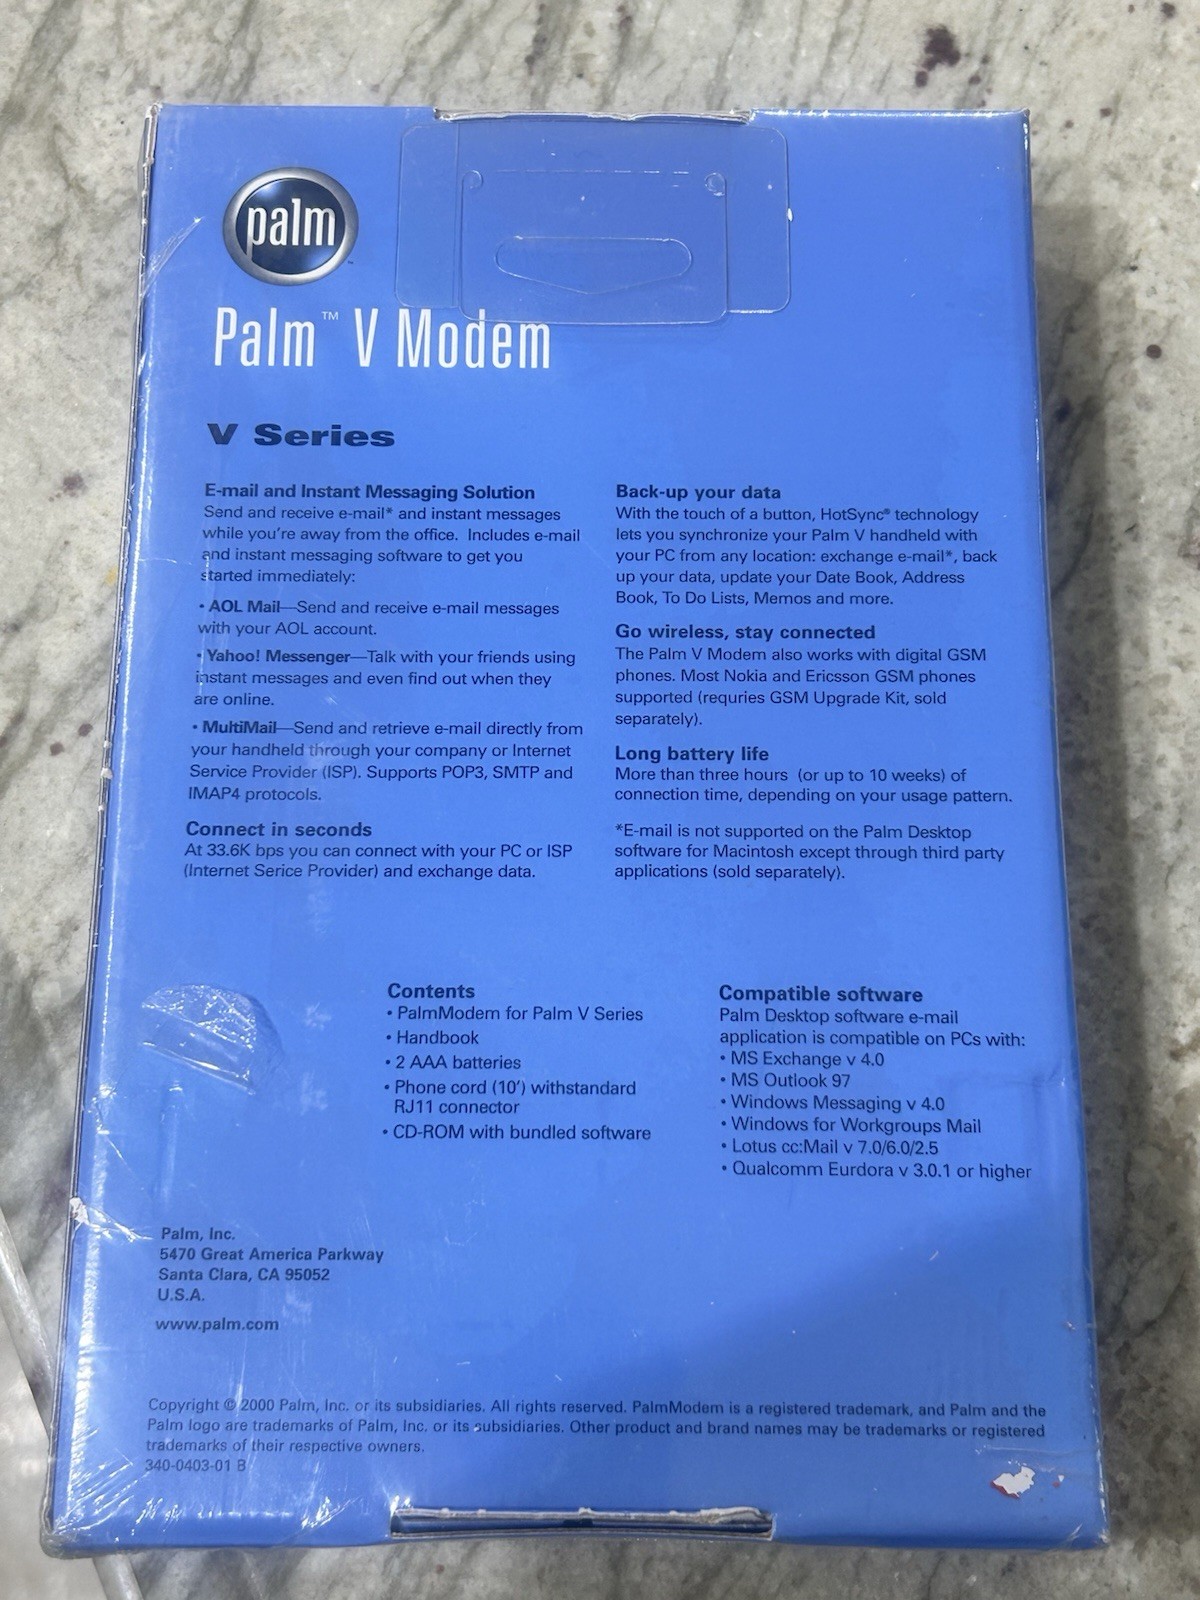 palm
Palm™ V Modem
V Series
E-mail and Instant Messaging Solution
Send and receive e-mail* and instant messages
while you're away from the office. Includes e-mail
and instant messaging software to get you
started immediately:
• AOL Mail—Send and receive e-mail messages
with your AOL account.
• Yahoo! Messenger—Talk with your friends using
instant messages and even find out when they
are online.
• MultiMail—Send and retrieve e-mail directly from
your handheld through your company or Internet
Service Provider (ISP). Supports POP3, SMTP and
IMAP4 protocols.
Connect in seconds
At 33.6K bps you can connect with your PC or ISP
(Internet Serice Provider) and exchange data.
Back-up your data
With the touch of a button, HotSync® technology
lets you synchronize your Palm V handheld with
your PC from any location: exchange e-mail*, back
up your data, update your Date Book, Address
Book, To Do Lists, Memos and more.
Go wireless, stay connected
The Palm V Modem also works with digital GSM
phones. Most Nokia and Ericsson GSM phones
supported (requries GSM Upgrade Kit, sold
separately).
Long battery life
More than three hours (or up to 10 weeks) of
connection time, depending on your usage pattern.
*E-mail is not supported on the Palm Desktop
software for Macintosh except through third party
applications (sold separately).
Contents
• PalmModem for Palm V Series
• Handbook
• 2 AAA batteries
• Phone cord (10') withstandard
RJ11 connector
• CD-ROM with bundled software
Compatible software
Palm Desktop software e-mail
application is compatible on PCs with:
• MS Exchange v 4.0
• MS Outlook 97
• Windows Messaging v 4.0
• Windows for Workgroups Mail
• Lotus cc:Mail v 7.0/6.0/2.5
• Qualcomm Eurdora v 3.0.1 or higher
Palm, Inc.
5470 Great America Parkway
Santa Clara, CA 95052
U.S.A.
www.palm.com
Copyright © 2000 Palm, Inc. or its subsidiaries. All rights reserved. PalmModem is a registered trademark, and Palm and the
Palm logo are trademarks of Palm, Inc. or its subsidiaries. Other product and brand names may be trademarks or registered
trademarks of their respective owners.
340-0403-01 B